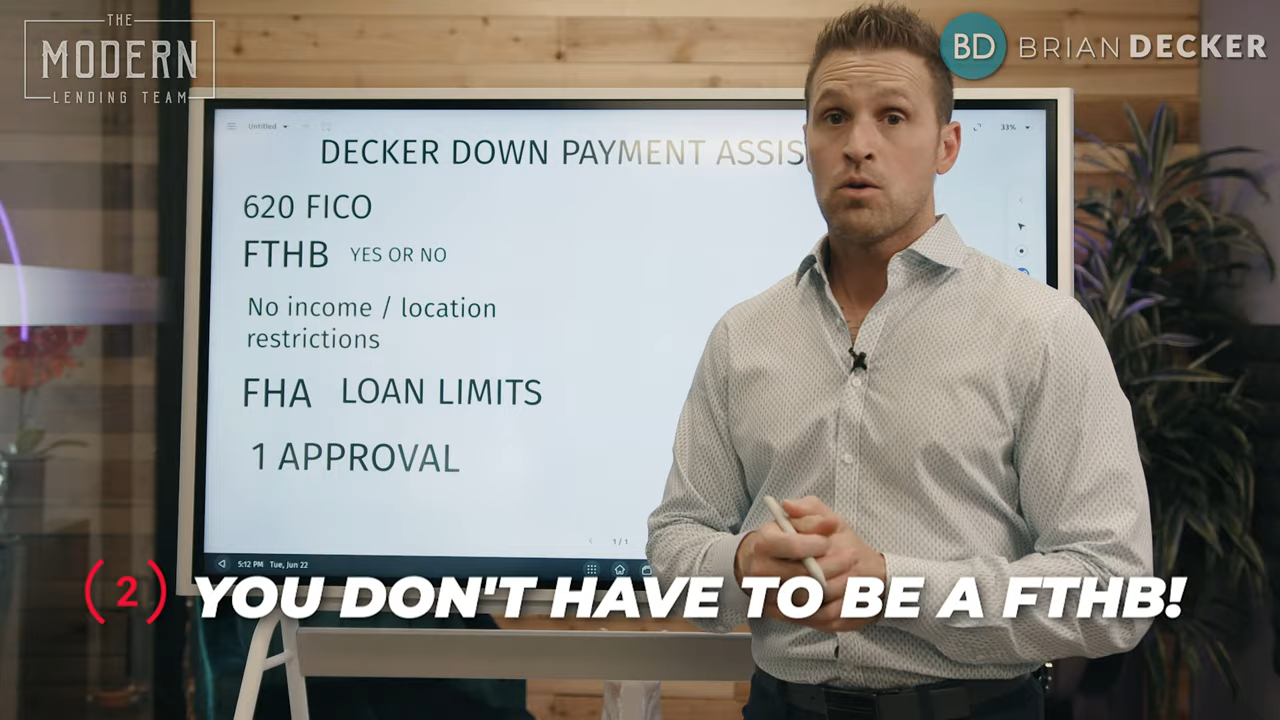 THE
MODERN
LENDING TEAM
BD BRIAN DECKER
Untitled
33%
DECKER DOWN PAYMENT ASSIS
620 FICO
FTHB YES OR NO
No income / location
restrictions
FHA LOAN LIMITS
1 APPROVAL
1/1
5:12 PM Tue, Jun 22
(2) YOU DON'T HAVE TO BE A FTHB!